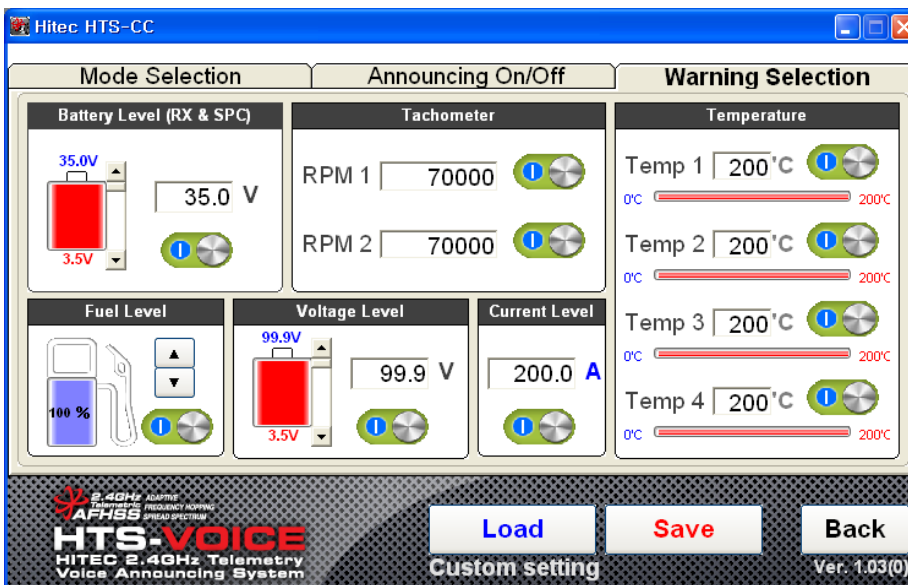 Hitec HTS-CC
Mode Selection
Announcing On/Off
Warning Selection
Battery Level (RX & SPC)
35.0V
35.0 V
3.5V
Tachometer
RPM 1 70000
RPM 2 70000
Temperature
Temp 1 200 'C
0'C 200'C
Temp 2 200 'C
0'C 200'C
Temp 3 200 'C
0'C 200'C
Temp 4 200 'C
0'C 200'C
Fuel Level
100 %
Voltage Level
99.9V
99.9 V
3.5V
Current Level
200.0 A
2.4GHz ADAPTIVE
Telemetric FREQUENCY HOPPING
AFHSS SPREAD SPECTRUM
HTS-VOICE
HITEC 2.4GHz Telemetry
Voice Announcing System
Load
Save
Back
Custom setting
Ver. 1.03(0)